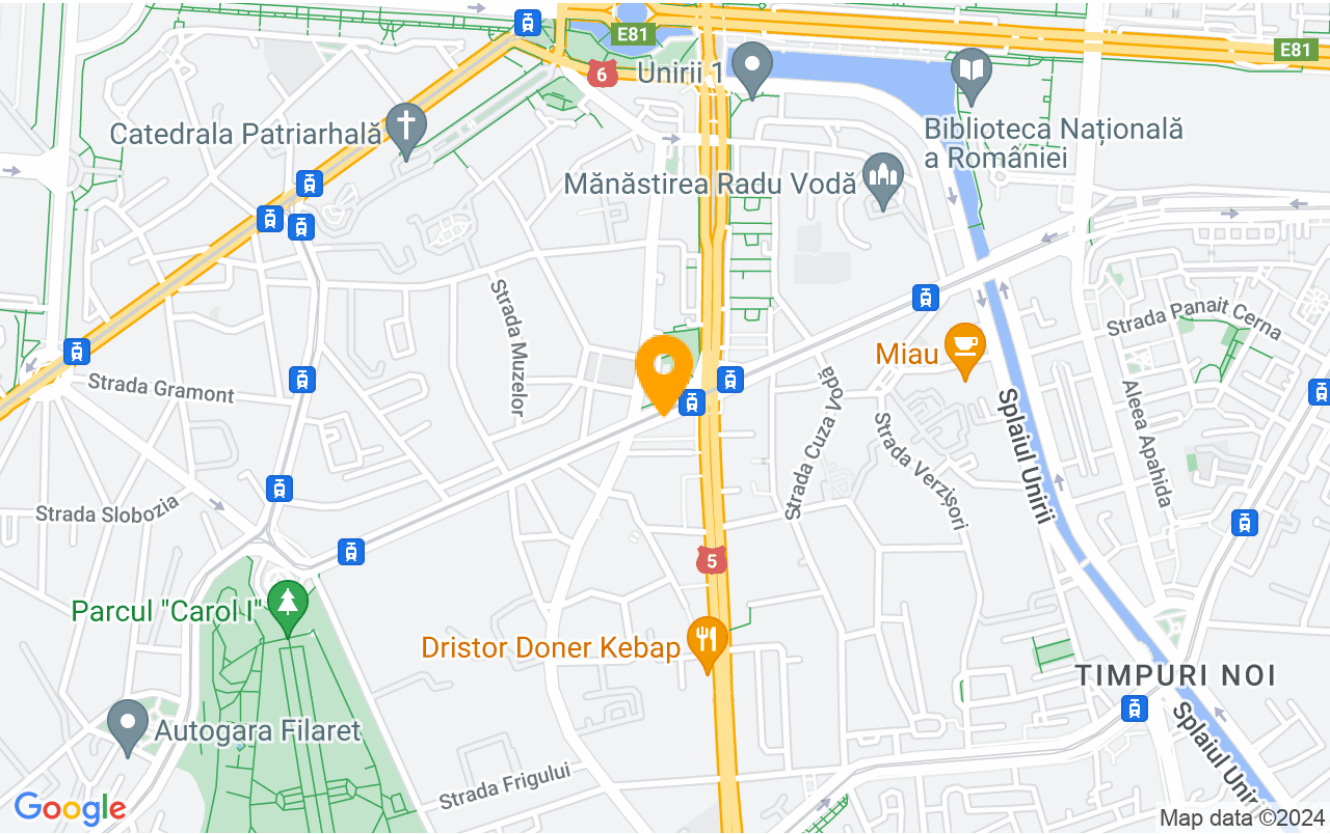 E81
E81
6
Unirii 1
Catedrala Patriarhală
Biblioteca Națională
a României
Mănăstirea Radu Vodă
Strada Muzelor
Strada Panait Cerna
Miau
Strada Gramont
Strada Cuza Vodă
Aleea Apahida
Splaiul Unirii
Strada Verzișori
Strada Slobozia
5
Parcul "Carol I"
Dristor Doner Kebap
TIMPURI NOI
Autogara Filaret
Splaiul Unirii
Strada Frigului
Google
Map data ©2024